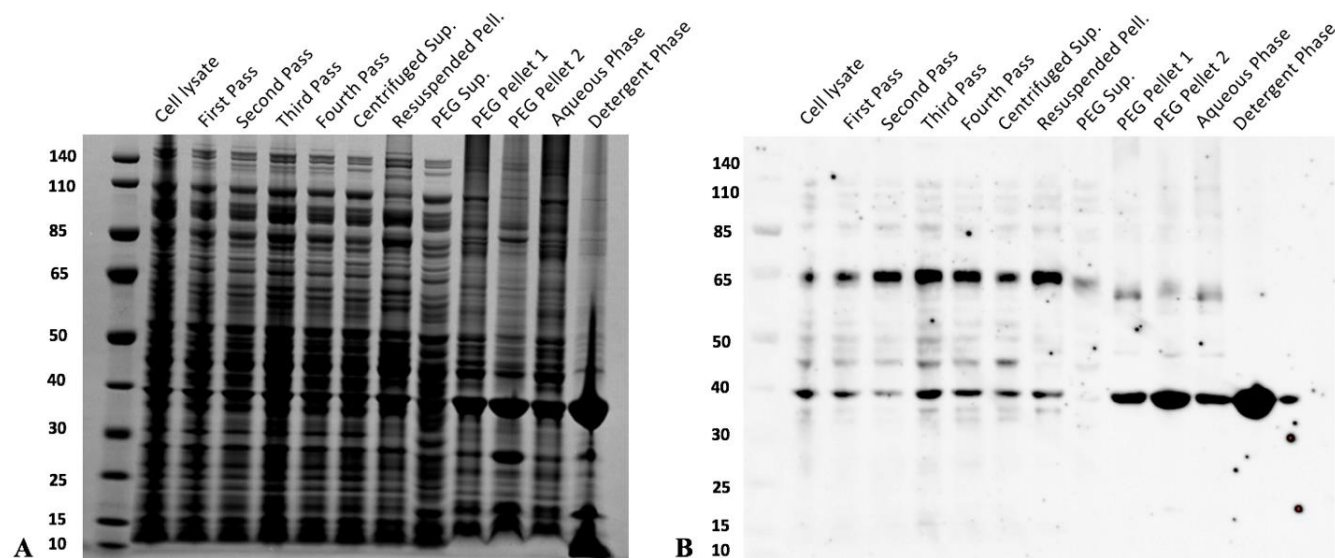 Cell lysate
First Pass
Second Pass
Third Pass
Fourth Pass
Centrifuged Sup.
Resuspended Pell.
PEG Sup.
PEG Pellet 1
PEG Pellet 2
Aqueous Phase
Detergent Phase
140
110
85
65
50
40
30
25
15
10
A
Cell lysate
First Pass
Second Pass
Third Pass
Fourth Pass
Centrifuged Sup.
Resuspended Pell.
PEG Sup.
PEG Pellet 1
PEG Pellet 2
Aqueous Phase
Detergent Phase
140
110
85
65
50
40
30
25
15
10
B